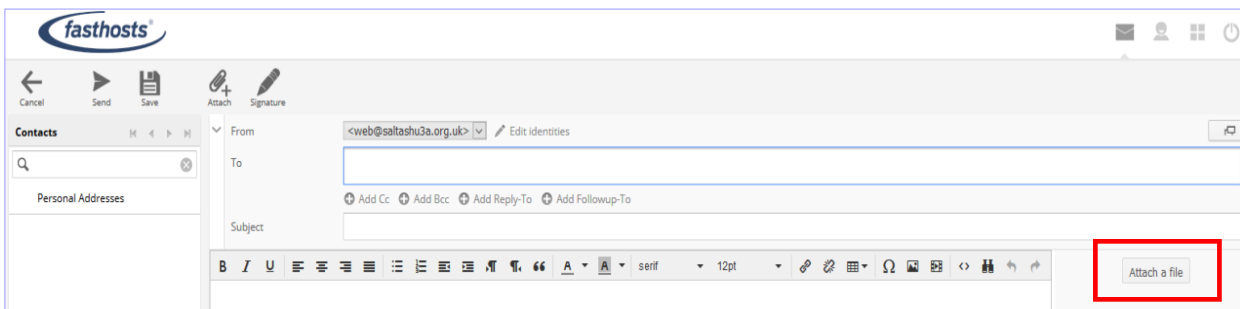 fasthosts®
Cancel Send Save Attach Signature
Contacts
From <web@saltashu3a.org.uk> Edit identities
To
Personal Addresses
Add Cc Add Bcc Add Reply-To Add Followup-To
Subject
B I U A A serif 12pt Ω
Attach a file